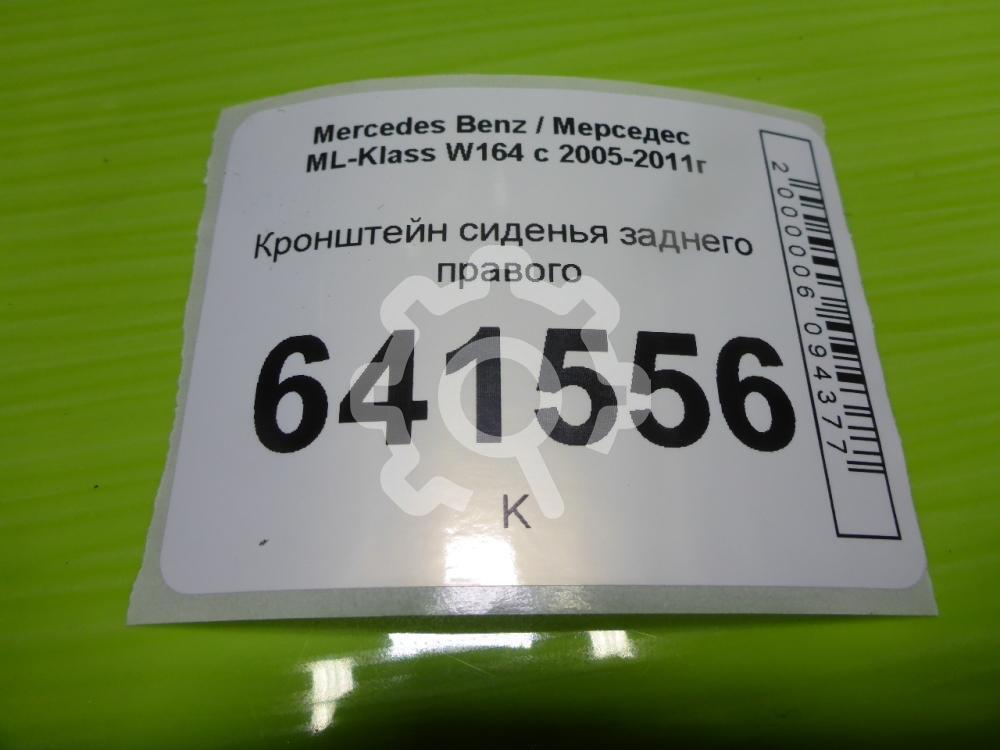 Mercedes Benz / Мерседес
ML-Klass W164 с 2005-2011г
Кронштейн сиденья заднего
правого
641556
К
2000006094377